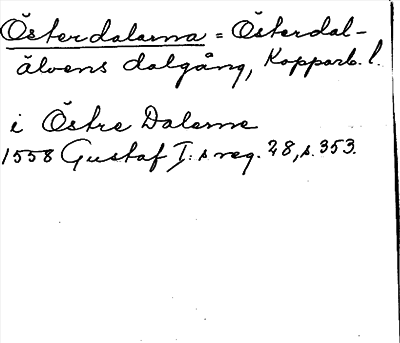 Österdalarna = Österdal-
älvens dalgång, Kopparb. l.
i Östre Dalerne
1558 Gustaf I:s reg. 28, s. 353.